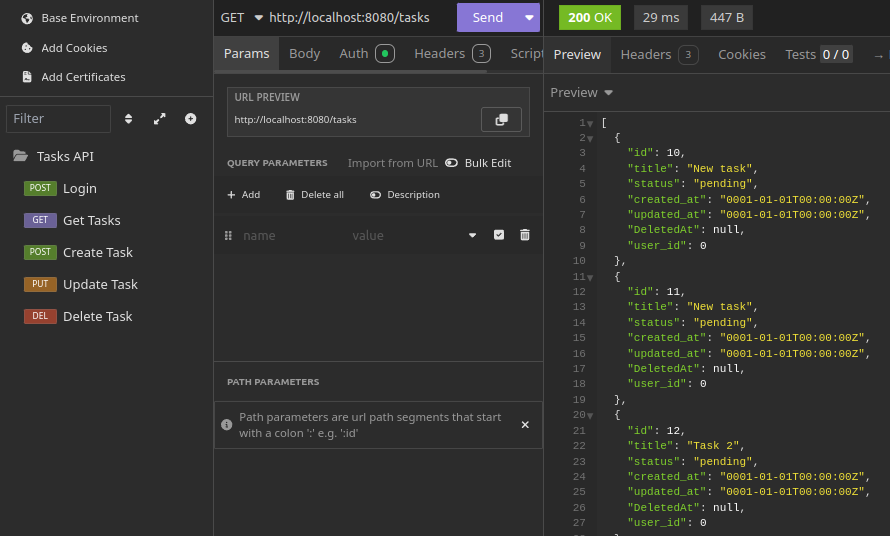 Base Environment
Add Cookies
Add Certificates
Filter
Tasks API
POST Login
GET Get Tasks
POST Create Task
PUT Update Task
DEL Delete Task
GET http://localhost:8080/tasks Send
Params Body Auth Headers 3 Script
URL PREVIEW
http://localhost:8080/tasks
QUERY PARAMETERS Import from URL Bulk Edit
Add Delete all Description
name value
PATH PARAMETERS
Path parameters are url path segments that start
with a colon ':' e.g. ':id'
200 OK 29 ms 447 B
Preview Headers 3 Cookies Tests 0 / 0 →
Preview
1 [
2 {
3 "id": 10,
4 "title": "New task",
5 "status": "pending",
6 "created_at": "0001-01-01T00:00:00Z",
7 "updated_at": "0001-01-01T00:00:00Z",
8 "DeletedAt": null,
9 "user_id": 0
10 },
11 {
12 "id": 11,
13 "title": "New task",
14 "status": "pending",
15 "created_at": "0001-01-01T00:00:00Z",
16 "updated_at": "0001-01-01T00:00:00Z",
17 "DeletedAt": null,
18 "user_id": 0
19 },
20 {
21 "id": 12,
22 "title": "Task 2",
23 "status": "pending",
24 "created_at": "0001-01-01T00:00:00Z",
25 "updated_at": "0001-01-01T00:00:00Z",
26 "DeletedAt": null,
27 "user_id": 0